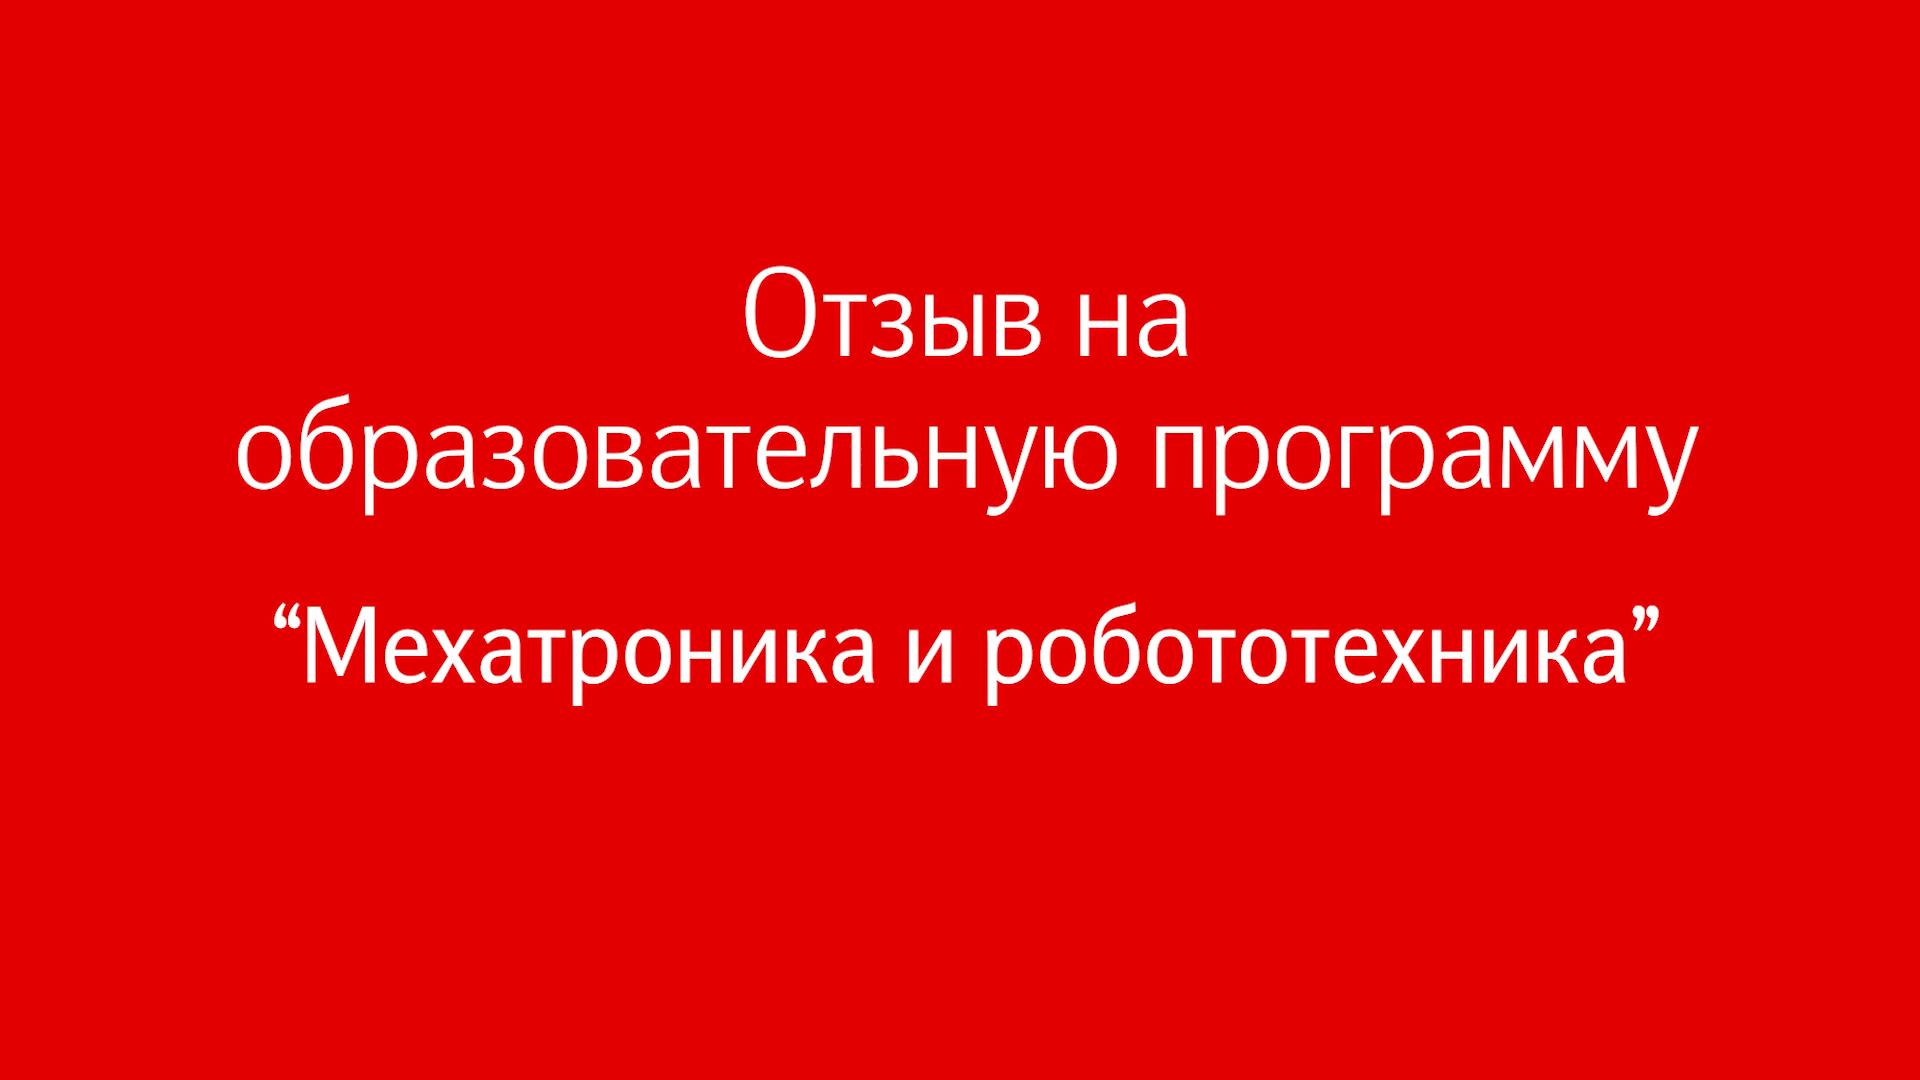 Отзыв на
образовательную программу
“Мехатроника и робототехника”